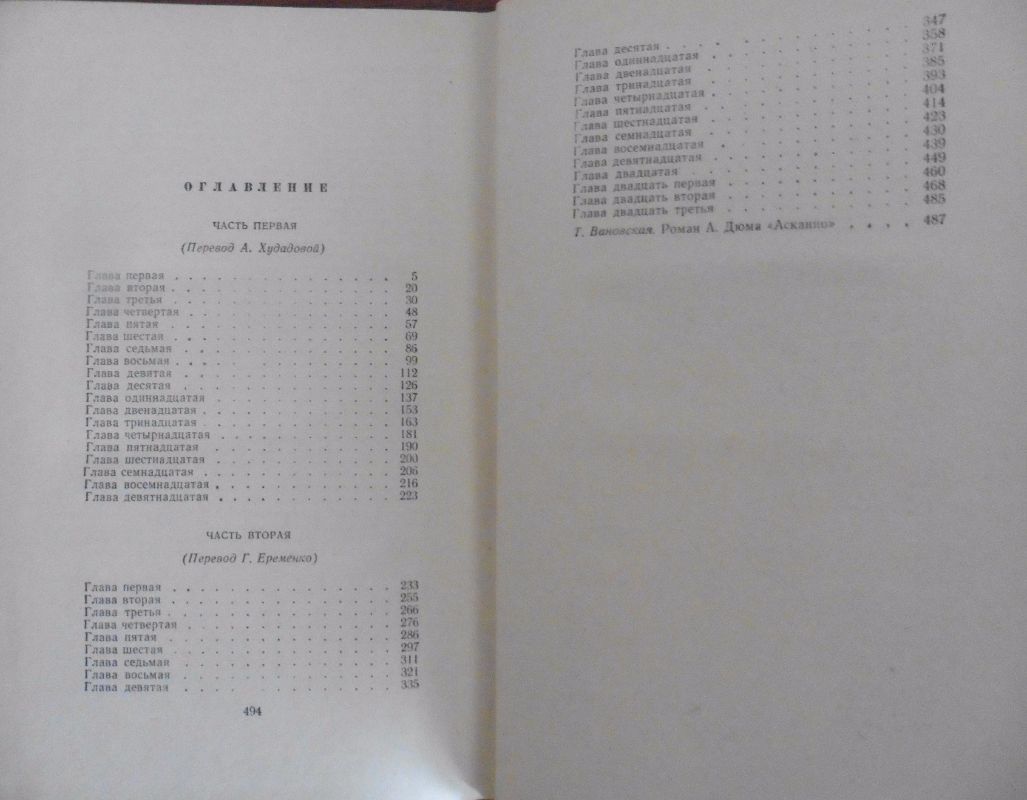 ОГЛАВЛЕНИЕ
ЧАСТЬ ПЕРВАЯ
(Перевод А. Худадовой)
Глава первая . . . . . . . . . . . . . . 5
Глава вторая . . . . . . . . . . . . . . 20
Глава третья . . . . . . . . . . . . . . 30
Глава четвертая . . . . . . . . . . . . . 48
Глава пятая . . . . . . . . . . . . . . 57
Глава шестая . . . . . . . . . . . . . . 69
Глава седьмая . . . . . . . . . . . . . 86
Глава восьмая . . . . . . . . . . . . . . 99
Глава девятая . . . . . . . . . . . . . 112
Глава десятая . . . . . . . . . . . . . 126
Глава одиннадцатая . . . . . . . . . . . . 137
Глава двенадцатая . . . . . . . . . . . . 153
Глава тринадцатая . . . . . . . . . . . . 163
Глава четырнадцатая . . . . . . . . . . . 181
Глава пятнадцатая . . . . . . . . . . . . 190
Глава шестнадцатая . . . . . . . . . . . . 200
Глава семнадцатая . . . . . . . . . . . . 206
Глава восемнадцатая . . . . . . . . . . . 216
Глава девятнадцатая . . . . . . . . . . . 223
ЧАСТЬ ВТОРАЯ
(Перевод Г. Еременко)
Глава первая . . . . . . . . . . . . . . 233
Глава вторая . . . . . . . . . . . . . . 255
Глава третья . . . . . . . . . . . . . . 266
Глава четвертая . . . . . . . . . . . . . 276
Глава пятая . . . . . . . . . . . . . . 286
Глава шестая . . . . . . . . . . . . . . 297
Глава седьмая . . . . . . . . . . . . . 311
Глава восьмая . . . . . . . . . . . . . 321
Глава девятая . . . . . . . . . . . . . 335
494
Глава десятая . . . . . . . . . . . . . 347
Глава одиннадцатая . . . . . . . . . . . . 358
Глава двенадцатая . . . . . . . . . . . . 371
Глава тринадцатая . . . . . . . . . . . . 385
Глава четырнадцатая . . . . . . . . . . . 393
Глава пятнадцатая . . . . . . . . . . . . 404
Глава шестнадцатая . . . . . . . . . . . . 414
Глава семнадцатая . . . . . . . . . . . . 423
Глава восемнадцатая . . . . . . . . . . . 430
Глава девятнадцатая . . . . . . . . . . . 439
Глава двадцатая . . . . . . . . . . . . . 449
Глава двадцать первая . . . . . . . . . . . 460
Глава двадцать вторая . . . . . . . . . . . 468
Глава двадцать третья . . . . . . . . . . . 485
Т. Вановская. Роман А. Дюма «Асканио» . . . . 487